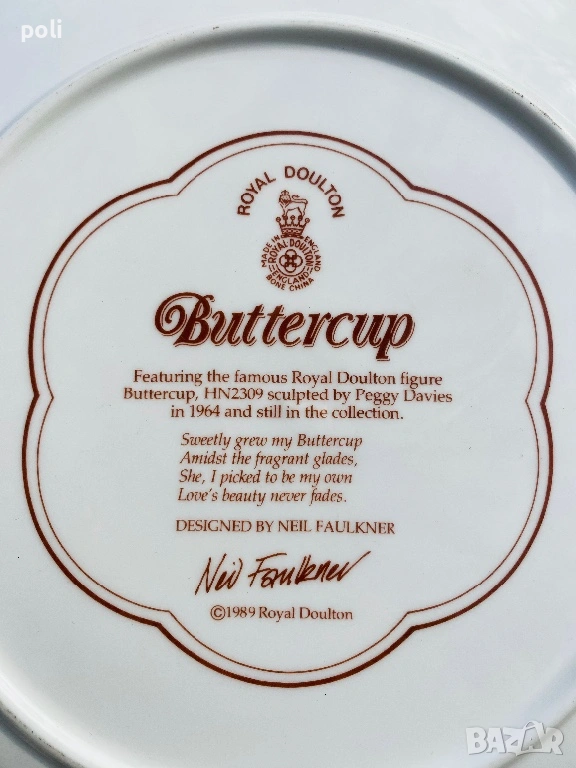 poli
ROYAL DOULTON
MADE IN ENGLAND
ROYAL DOULTON
ENGLAND
BONE CHINA
Buttercup
Featuring the famous Royal Doulton figure
Buttercup, HN2309 sculpted by Peggy Davies
in 1964 and still in the collection.
Sweetly grew my Buttercup
Amidst the fragrant glades,
She, I picked to be my own
Love's beauty never fades.
DESIGNED BY NEIL FAULKNER
Neil Faulkner
©1989 Royal Doulton
BAZAR